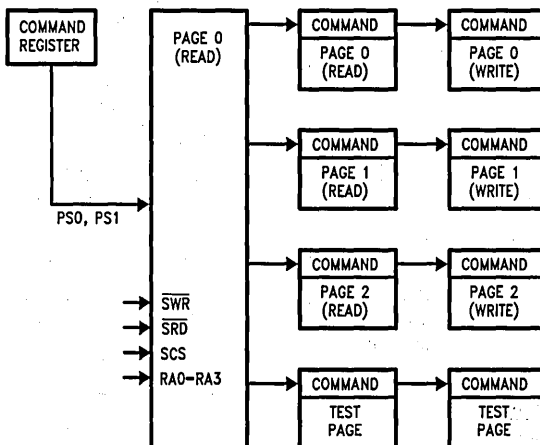 COMMAND
REGISTER
PS0, PS1
PAGE 0
(READ)
SWR
SRD
SCS
RA0-RA3
COMMAND
PAGE 0
(READ)
COMMAND
PAGE 0
(WRITE)
COMMAND
PAGE 1
(READ)
COMMAND
PAGE 1
(WRITE)
COMMAND
PAGE 2
(READ)
COMMAND
PAGE 2
(WRITE)
COMMAND
TEST
PAGE
COMMAND
TEST
PAGE